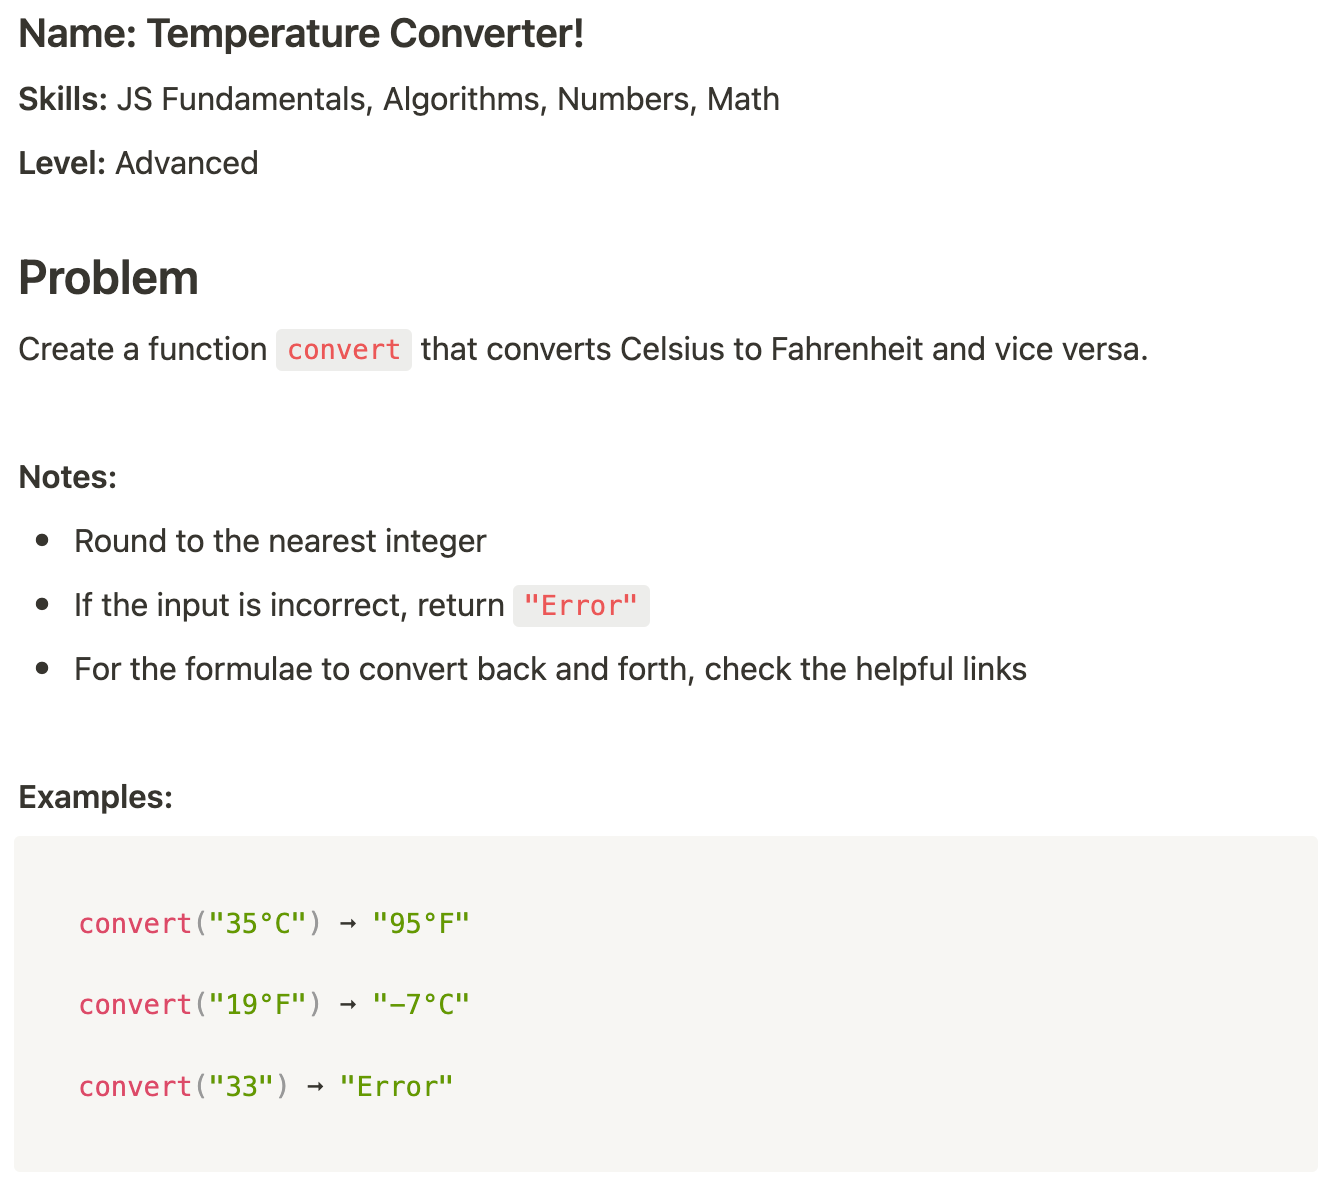 Name: Temperature Converter!
Skills: JS Fundamentals, Algorithms, Numbers, Math
Level: Advanced
Problem
Create a function convert that converts Celsius to Fahrenheit and vice versa.
Notes:
• Round to the nearest integer
• If the input is incorrect, return "Error"
• For the formulae to convert back and forth, check the helpful links
Examples:
convert("35°C") → "95°F"
convert("19°F") → "-7°C"
convert("33") → "Error"